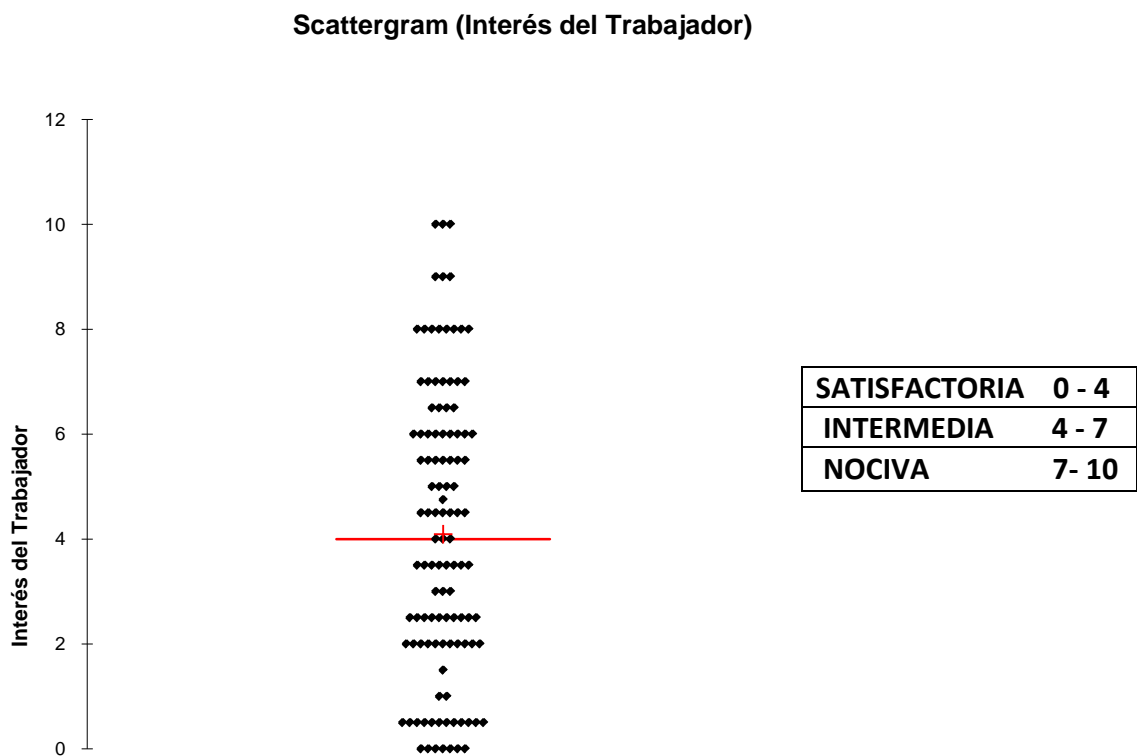 Scattergram (Interés del Trabajador)
12
10
8
6
4
2
0
Interés del Trabajador
SATISFACTORIA 0 - 4
INTERMEDIA 4 - 7
NOCIVA 7- 10